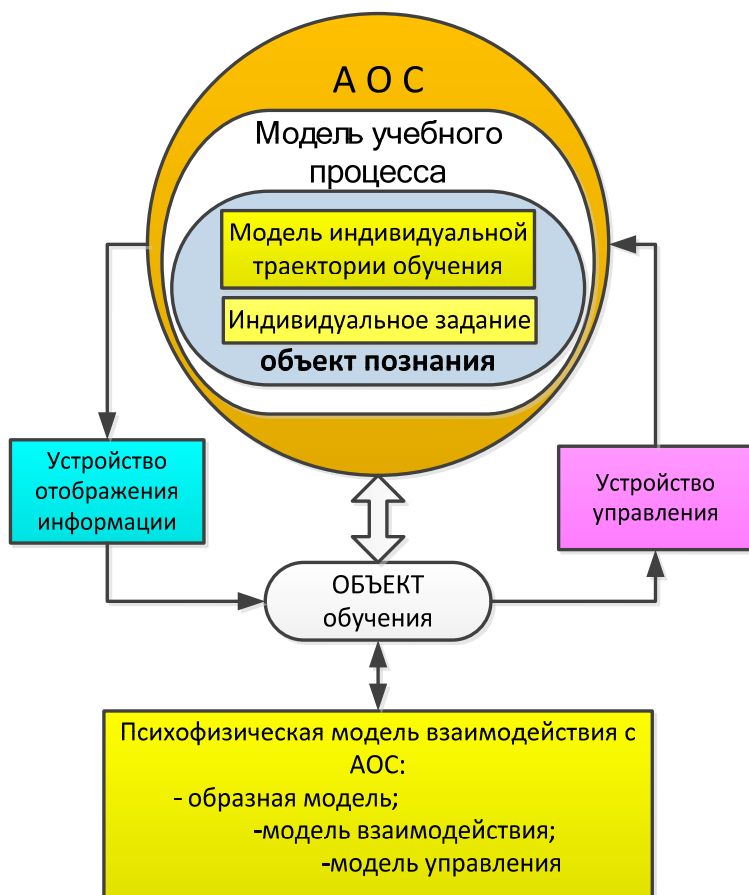 А О С
Модель учебного
процесса
Модель индивидуальной
траектории обучения
Индивидуальное задание
объект познания
Устройство
отображения
информации
Устройство
управления
ОБЪЕКТ
обучения
Психофизическая модель взаимодействия с
АОС:
- образная модель;
-модель взаимодействия;
-модель управления